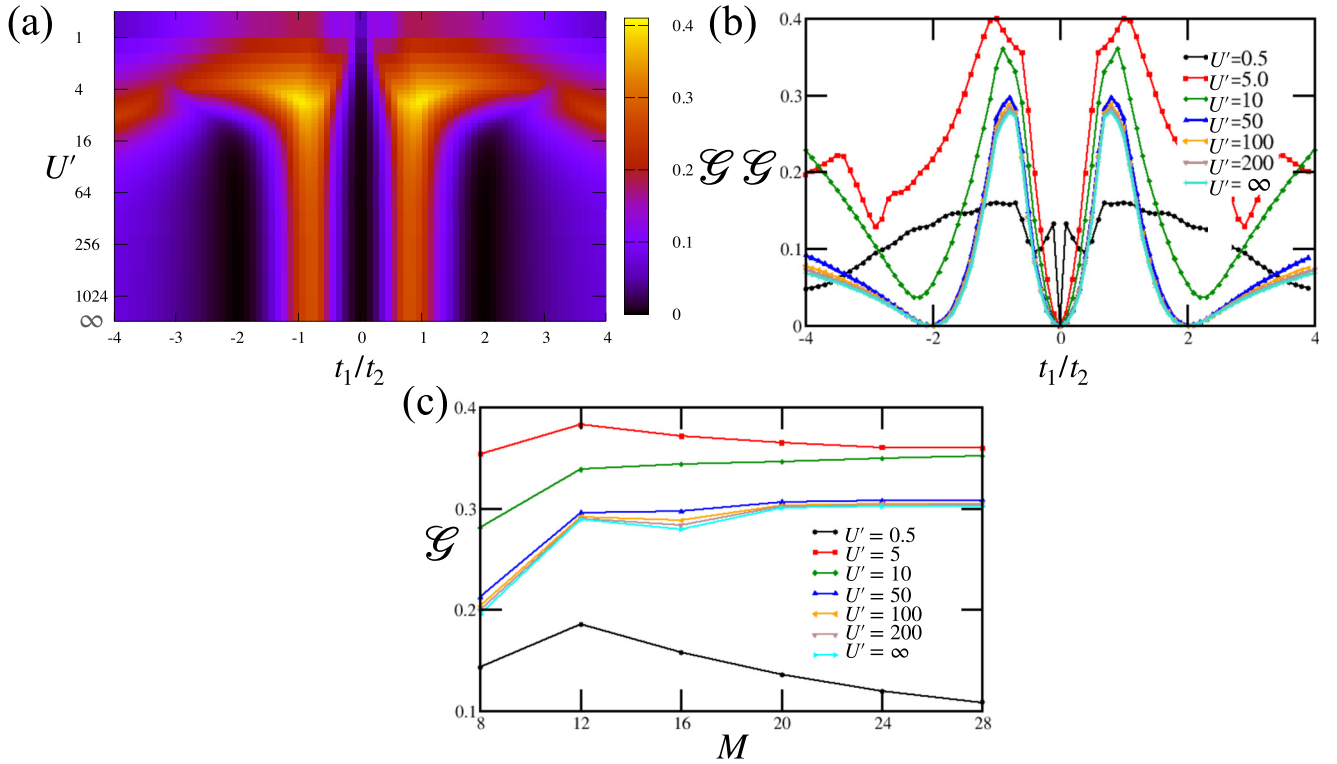 (a)
U′
1
4
16
64
256
1024
∞
-4 -3 -2 -1 0 1 2 3 4
t₁/t₂
0.4
0.3
0.2
0.1
0
𝒢
(b)
𝒢
0.4
0.3
0.2
0.1
0
-4 -2 0 2 4
t₁/t₂
U′=0.5
U′=5.0
U′=10
U′=50
U′=100
U′=200
U′= ∞
(c)
𝒢
0.4
0.3
0.2
0.1
8 12 16 20 24 28
M
U′ = 0.5
U′ = 5
U′ = 10
U′ = 50
U′ = 100
U′ = 200
U′ = ∞